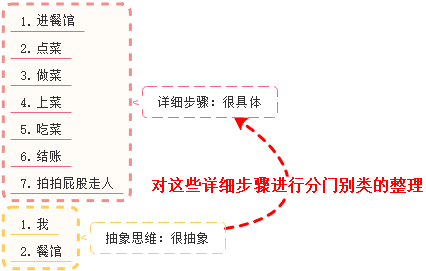 1. 进餐馆
2. 点菜
3. 做菜
4. 上菜
5. 吃菜
6. 结账
7. 拍拍屁股走人
详细步骤：很具体
对这些详细步骤进行分门别类的整理
1. 我
2. 餐馆
抽象思维：很抽象